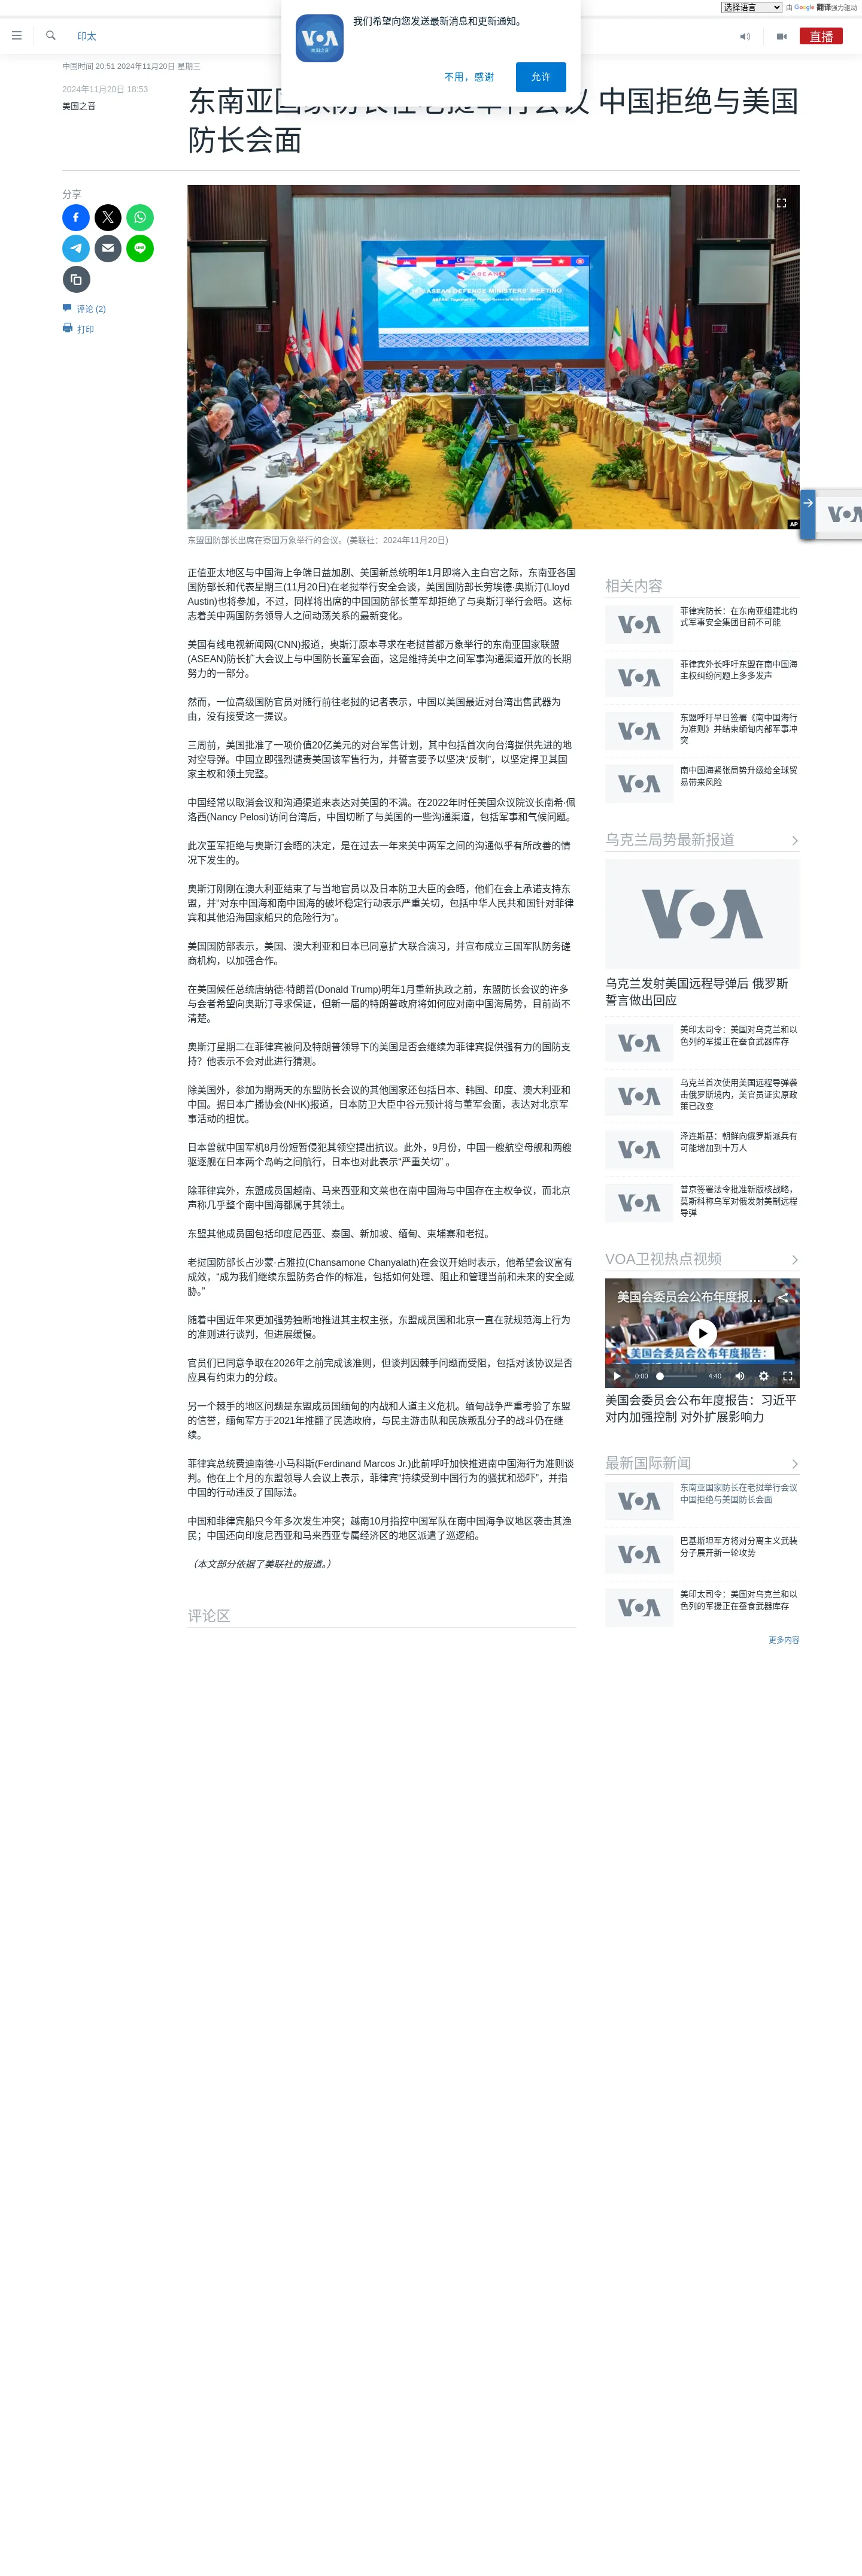 选择语言 由 Google 翻译强力驱动
我们希望向您发送最新消息和更新通知。
不用，感谢
允许
印太
直播
中国时间 20:51 2024年11月20日 星期三
2024年11月20日 18:53
美国之音
东南亚国家防长在老挝举行会议 中国拒绝与美国
防长会面
分享
评论 (2)
打印
ASEAN DEFENCE MINISTERS' MEETING
AP
东盟国防部长出席在寮国万象举行的会议。(美联社：2024年11月20日)
正值亚太地区与中国海上争端日益加剧、美国新总统明年1月即将入主白宫之际，东南亚各国
国防部长和代表星期三(11月20日)在老挝举行安全会谈，美国国防部长劳埃德·奥斯汀(Lloyd
Austin)也将参加，不过，同样将出席的中国国防部长董军却拒绝了与奥斯汀举行会晤。这标
志着美中两国防务领导人之间动荡关系的最新变化。
美国有线电视新闻网(CNN)报道，奥斯汀原本寻求在老挝首都万象举行的东南亚国家联盟
(ASEAN)防长扩大会议上与中国防长董军会面，这是维持美中之间军事沟通渠道开放的长期
努力的一部分。
然而，一位高级国防官员对随行前往老挝的记者表示，中国以美国最近对台湾出售武器为
由，没有接受这一提议。
三周前，美国批准了一项价值20亿美元的对台军售计划，其中包括首次向台湾提供先进的地
对空导弹。中国立即强烈谴责美国该军售行为，并誓言要予以坚决“反制”，以坚定捍卫其国
家主权和领土完整。
中国经常以取消会议和沟通渠道来表达对美国的不满。在2022年时任美国众议院议长南希·佩
洛西(Nancy Pelosi)访问台湾后，中国切断了与美国的一些沟通渠道，包括军事和气候问题。
此次董军拒绝与奥斯汀会晤的决定，是在过去一年来美中两军之间的沟通似乎有所改善的情
况下发生的。
奥斯汀刚刚在澳大利亚结束了与当地官员以及日本防卫大臣的会晤，他们在会上承诺支持东
盟，并“对东中国海和南中国海的破坏稳定行动表示严重关切，包括中华人民共和国针对菲律
宾和其他沿海国家船只的危险行为”。
美国国防部表示，美国、澳大利亚和日本已同意扩大联合演习，并宣布成立三国军队防务磋
商机构，以加强合作。
在美国候任总统唐纳德·特朗普(Donald Trump)明年1月重新执政之前，东盟防长会议的许多
与会者希望向奥斯汀寻求保证，但新一届的特朗普政府将如何应对南中国海局势，目前尚不
清楚。
奥斯汀星期二在菲律宾被问及特朗普领导下的美国是否会继续为菲律宾提供强有力的国防支
持？他表示不会对此进行猜测。
除美国外，参加为期两天的东盟防长会议的其他国家还包括日本、韩国、印度、澳大利亚和
中国。据日本广播协会(NHK)报道，日本防卫大臣中谷元预计将与董军会面，表达对北京军
事活动的担忧。
日本曾就中国军机8月份短暂侵犯其领空提出抗议。此外，9月份，中国一艘航空母舰和两艘
驱逐舰在日本两个岛屿之间航行，日本也对此表示“严重关切” 。
除菲律宾外，东盟成员国越南、马来西亚和文莱也在南中国海与中国存在主权争议，而北京
声称几乎整个南中国海都属于其领土。
东盟其他成员国包括印度尼西亚、泰国、新加坡、缅甸、柬埔寨和老挝。
老挝国防部长占沙蒙·占雅拉(Chansamone Chanyalath)在会议开始时表示，他希望会议富有
成效，“成为我们继续东盟防务合作的标准，包括如何处理、阻止和管理当前和未来的安全威
胁。”
随着中国近年来更加强势独断地推进其主权主张，东盟成员国和北京一直在就规范海上行为
的准则进行谈判，但进展缓慢。
官员们已同意争取在2026年之前完成该准则，但谈判因棘手问题而受阻，包括对该协议是否
应具有约束力的分歧。
另一个棘手的地区问题是东盟成员国缅甸的内战和人道主义危机。缅甸战争严重考验了东盟
的信誉，缅甸军方于2021年推翻了民选政府，与民主游击队和民族叛乱分子的战斗仍在继
续。
菲律宾总统费迪南德·小马科斯(Ferdinand Marcos Jr.)此前呼吁加快推进南中国海行为准则谈
判。他在上个月的东盟领导人会议上表示，菲律宾“持续受到中国行为的骚扰和恐吓”，并指
中国的行动违反了国际法。
中国和菲律宾船只今年多次发生冲突；越南10月指控中国军队在南中国海争议地区袭击其渔
民；中国还向印度尼西亚和马来西亚专属经济区的地区派遣了巡逻船。
（本文部分依据了美联社的报道。）
评论区
相关内容
菲律宾防长：在东南亚组建北约
式军事安全集团目前不可能
菲律宾外长呼吁东盟在南中国海
主权纠纷问题上多多发声
东盟呼吁早日签署《南中国海行
为准则》并结束缅甸内部军事冲
突
南中国海紧张局势升级给全球贸
易带来风险
乌克兰局势最新报道
VOA
乌克兰发射美国远程导弹后 俄罗斯
誓言做出回应
美印太司令：美国对乌克兰和以
色列的军援正在蚕食武器库存
乌克兰首次使用美国远程导弹袭
击俄罗斯境内，美官员证实原政
策已改变
泽连斯基：朝鲜向俄罗斯派兵有
可能增加到十万人
普京签署法令批准新版核战略，
莫斯科称乌军对俄发射美制远程
导弹
VOA卫视热点视频
美国会委员会公布年度报...
美国会委员会公布年度报告：
0:00
4:40
美国会委员会公布年度报告：习近平
对内加强控制 对外扩展影响力
最新国际新闻
东南亚国家防长在老挝举行会议
中国拒绝与美国防长会面
巴基斯坦军方将对分离主义武装
分子展开新一轮攻势
美印太司令：美国对乌克兰和以
色列的军援正在蚕食武器库存
更多内容